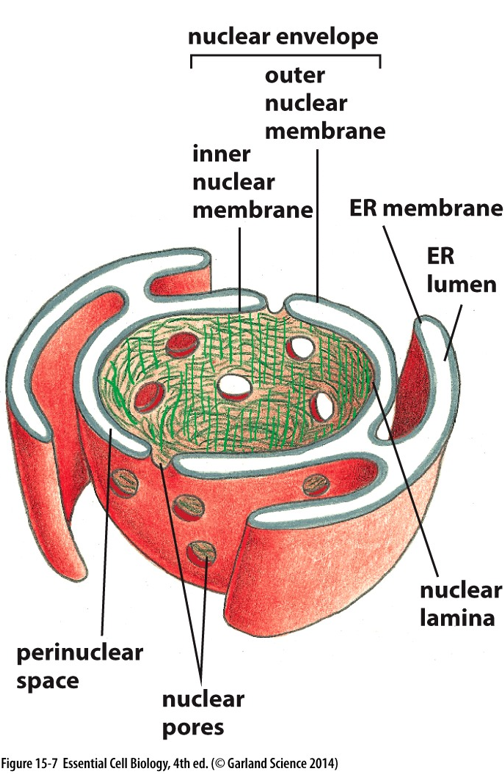 nuclear envelope
outer
nuclear
membrane
inner
nuclear
membrane
ER membrane
ER
lumen
nuclear
lamina
perinuclear
space
nuclear
pores
Figure 15-7 Essential Cell Biology, 4th ed. (© Garland Science 2014)